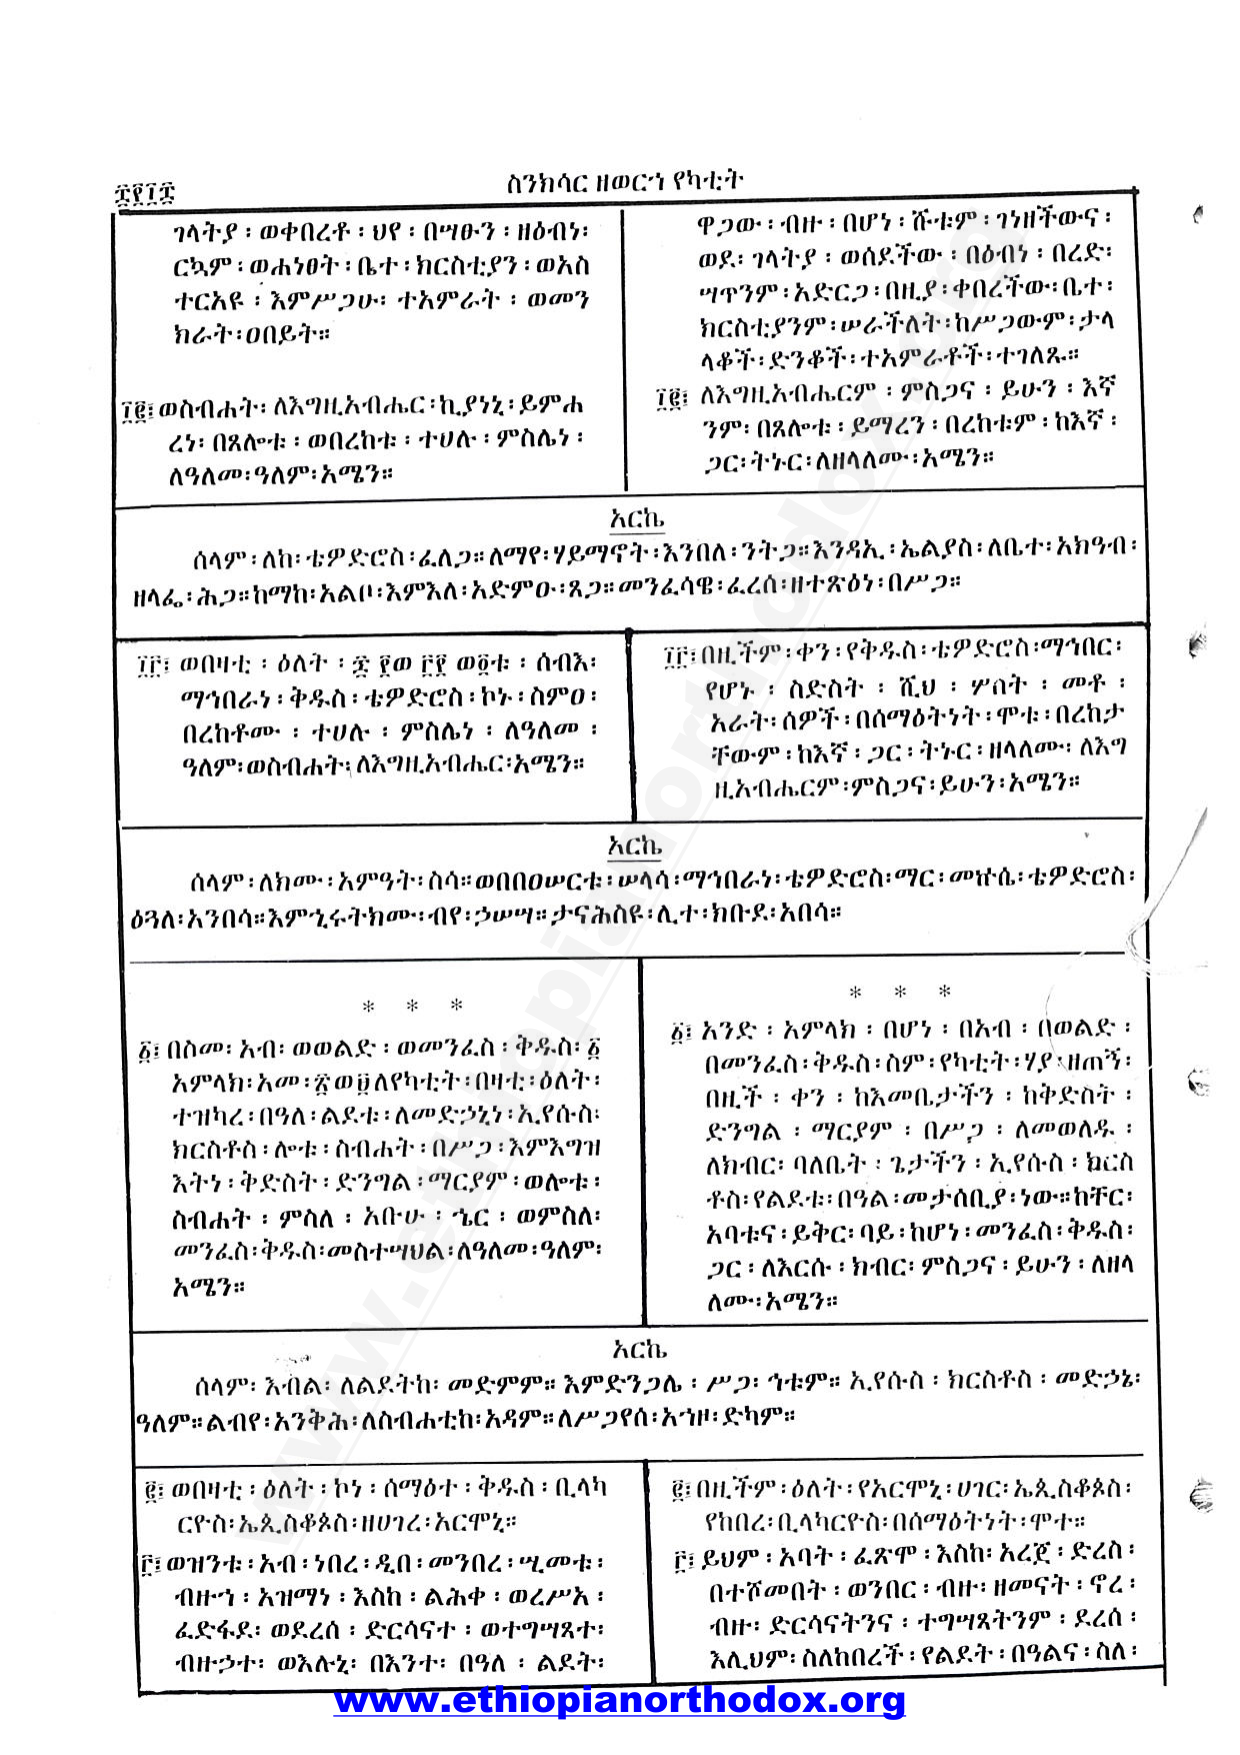 ፷፻፲፷
ስንክሳር ዘወርኀ የካቲት
ገላትያ ፡ ወቀበረቶ ፡ ህየ ፡ በሣፁን ፡ ዘዕብነ፡
ርኳም ፡ ወሐነፀት ፡ ቤተ ፡ ክርስቲያን ፡ ወአስ
ተርአዩ ፡ እምሥጋሁ፡ ተአምራት ፡ ወመን
ክራት፡ዐበይት።
፲፪፤ ወስብሐት፡ ለእግዚአብሔር ፡ ኪያነኒ ፡ ይምሐ
ረነ፡ በጸሎቱ ፡ ወበረከቱ ፡ ተሀሉ ፡ ምስሌነ ፡
ለዓለመ፡ዓለም፡አሜን።
ዋጋው ፡ ብዙ ፡ በሆነ ፡ ሹቱም ፡ ገነዘችውና ፡
ወደ፡ ገላትያ ፡ ወሰደችው ፡ በዕብነ ፡ በረድ፡
ሣጥንም ፡ አድርጋ ፡ በዚያ ፡ ቀበረችው ፡ ቤተ ፡
ክርስቲያንም ፡ ሠራችለት ፡ ከሥጋውም ፡ ታላ
ላቆች ፡ ድንቆች ፡ ተአምራቶች ፡ ተገለጹ።
፲፪፤ ለእግዚአብሔርም ፡ ምስጋና ፡ ይሁን ፡ እኛ
ንም፡ በጸሎቱ ፡ ይማረን ፡ በረከቱም ፡ ከእኛ ፡
ጋር፡ ትኑር፡ ለዘላለሙ ፡ አሜን።
አርኬ
ሰላም ፡ ለከ፡ ቴዎድሮስ ፡ ፈለጋ። ለማየ ፡ ሃይማኖት ፡ እንበለ ፡ ንትጋ። እንዳኢ ፡ ኤልያስ ፡ ለቤተ ፡ አክዓብ ፡
ዘላፌ ፡ ሕጋ። ከማከ ፡ አልቦ ፡ እምእለ ፡ አድምዑ ፡ ጸጋ። መንፈሳዌ ፡ ፈረሰ ፡ ዘተጽዕነ ፡ በሥጋ።
፲፫፤ ወበዛቲ ፡ ዕለት ፡ ፷ ፻ወ ፫፻ ወ፬ቱ ፡ ሰብእ፡
ማኅበራነ ፡ ቅዱስ ፡ ቴዎድሮስ ፡ ኮኑ ፡ ስምዐ ፡
በረከቶሙ ፡ ተሀሉ ፡ ምስሌነ ፡ ለዓለመ ፡
ዓለም፡ወስብሐት፡ ለእግዚአብሔር፡አሜን።
፲፫፤ በዚችም ፡ ቀን ፡ የቅዱስ ፡ ቴዎድሮስ ፡ ማኅበር፡
የሆኑ ፡ ስድስት ፡ ሺህ ፡ ሦስት ፡ መቶ ፡
አራት፡ ሰዎች ፡ በሰማዕትነት ፡ ሞቱ ፡ በረከታ
ቸውም ፡ ከእኛ ፡ ጋር ፡ ትኑር ፡ ዘላለሙ፡ ለእግ
ዚአብሔርም፡ምስጋና፡ይሁን፡አሜን።
አርኬ
ሰላም ፡ ለክሙ ፡ አምዓት ፡ ስሳ። ወበበዐሠርቱ ፡ ሠላሳ፡ ማኅበራነ፡ ቴዎድሮስ ፡ ማር ፡ መኵሴ ፡ ቴዎድሮስ ፡
ዕጓለ ፡ አንበሳ። እምኂሩትክሙ ፡ ብየ ፡ ኃሠሣ። ታናሕስዩ ፡ ሊተ ፡ ክቡደ ፡ አበሳ።
* * *
፩፤ በስመ፡ አብ፡ ወወልድ ፡ ወመንፈስ ፡ ቅዱስ፡ ፩
አምላክ፡ አመ ፡ ፳ወ፱ ለየካቲት ፡ በዛቲ ፡ ዕለት ፡
ተዝካረ ፡ በዓለ ፡ ልደቱ ፡ ለመድኃኒነ ፡ ኢየሱስ፡
ክርስቶስ ፡ ሎቱ ፡ ስብሐት ፡ በሥጋ ፡ እምእግዝ
እትነ ፡ ቅድስት ፡ ድንግል ፡ ማርያም ፡ ወሎቱ ፡
ስብሐት ፡ ምስለ ፡ አቡሁ ፡ ኄር ፡ ወምስለ፡
መንፈስ ፡ ቅዱስ፡ መስተሣህል ፡ ለዓለመ ፡ ዓለም፡
አሜን።
* * *
፩፤ አንድ ፡ አምላክ ፡ በሆነ ፡ በአብ ፡ በወልድ ፡
በመንፈስ ፡ ቅዱስ ፡ ስም ፡ የካቲት ፡ ሃያ ፡ ዘጠኝ፡
በዚች ፡ ቀን ፡ ከእመቤታችን ፡ ከቅድስት ፡
ድንግል ፡ ማርያም ፡ በሥጋ ፡ ለመወለዱ ፡
ለክብር፡ ባለቤት ፡ ጌታችን ፡ ኢየሱስ ፡ ክርስ
ቶስ፡ የልደቱ፡ በዓል ፡ መታሰቢያ ፡ ነው። ከቸር፡
አባቱና ፡ ይቅር፡ ባይ ፡ ከሆነ ፡ መንፈስ ፡ ቅዱስ፡
ጋር ፡ ለእርሱ ፡ ክብር፡ ምስጋና ፡ ይሁን ፡ ለዘላ
ለሙ፡አሜን።
አርኬ
ሰላም፡ እብል፡ ለልደትከ፡ መድምም። እምድንጋሌ ፡ ሥጋ፡ ኅቱም። ኢየሱስ ፡ ክርስቶስ ፡ መድኃኔ፡
ዓለም። ልብየ ፡ አንቅሕ ፡ ለስብሐቲከ ፡ አዳም። ለሥጋየሰ ፡ አኀዞ ፡ ድካም።
፪፤ ወበዛቲ ፡ ዕለት ፡ ኮነ ፡ ሰማዕተ ፡ ቅዱስ ፡ ቢላካ
ርዮስ፡ ኤጲስቆጶስ ፡ ዘሀገረ ፡ አርሞኒ።
፫፤ ወዝንቱ ፡ አብ ፡ ነበረ ፡ ዲበ ፡ መንበረ ፡ ሢመቱ ፡
ብዙኀ ፡ አዝማነ ፡ እስከ ፡ ልሕቀ ፡ ወረሥአ ፡
ፈድፋደ፡ ወደረሰ ፡ ድርሳናተ ፡ ወተግሣጻተ፡
ብዙኃተ፡ ወእሉኒ፡ በእንተ፡ በዓለ ፡ ልደት፡
፪፤ በዚችም ፡ ዕለት ፡ የአርሞኒ ፡ ሀገር፡ ኤጲስቆጶስ፡
የከበረ ፡ ቢላካርዮስ ፡ በሰማዕትነት ፡ ሞተ።
፫፤ ይህም ፡ አባት ፡ ፈጽሞ ፡ እስከ፡ አረጀ ፡ ድረስ ፡
በተሾመበት ፡ ወንበር ፡ ብዙ፡ ዘመናት ፡ ኖረ ፡
ብዙ፡ ድርሳናትንና ፡ ተግሣጻትንም ፡ ደረሰ ፡
እሊህም፡ ስለከበረች ፡ የልደት ፡ በዓልና ፡ ስለ፡
www.ethiopianorthodox.org
www.ethiopianorthodox.org